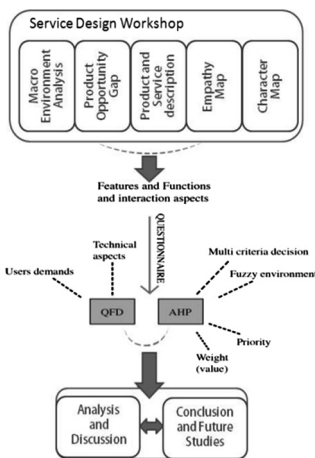 Service Design Workshop
Macro
Environment
Analysis
Product
Opportunity
Gap
Product and
Service
description
Empathy
Map
Character
Map
Features and Functions
and interaction aspects
QUESTIONNAIRE
Technical
aspects
Users demands
Multi criteria decision
Fuzzy environment
QFD
AHP
Priority
Weight
(value)
Analysis
and
Discussion
Conclusion
and Future
Studies